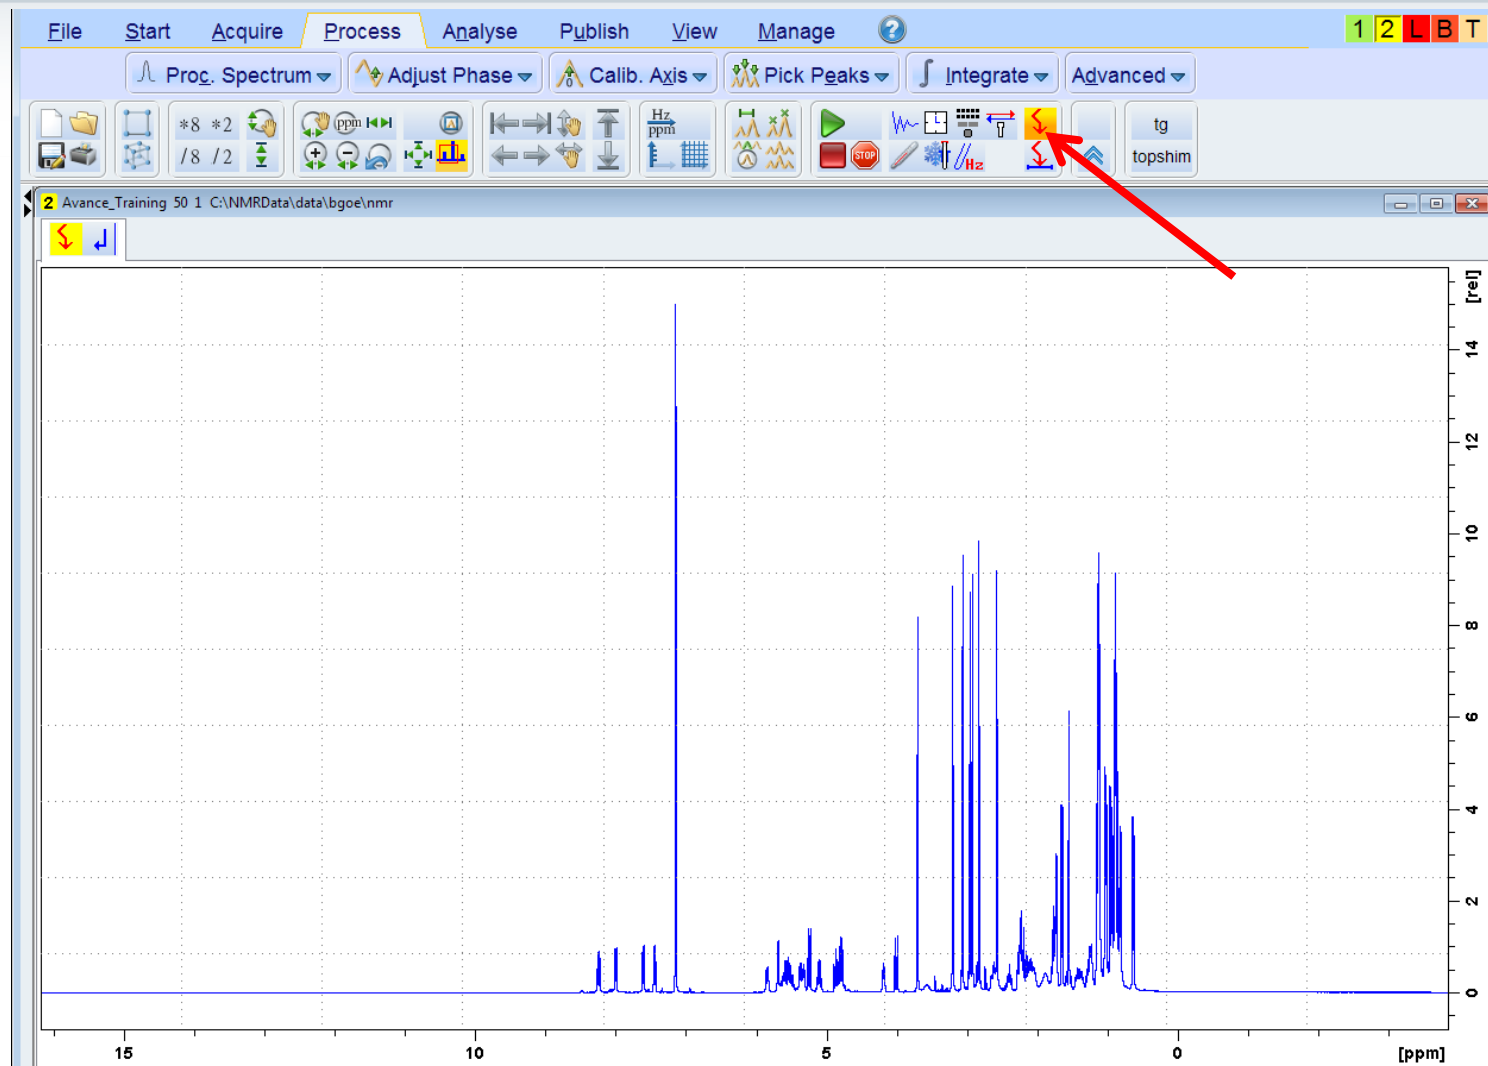 File Start Acquire Process Analyse Publish View Manage ? 1 2 L B T
Proc. Spectrum Adjust Phase Calib. Axis Pick Peaks Integrate Advanced
*8 *2 ppm Hz ppm tg
/8 /2 STOP Hz topshim
2 Avance_Training 50 1 C:\NMRData\data\bgoe\nmr
[rel]
14
12
10
8
6
4
2
0
15 10 5 0 [ppm]